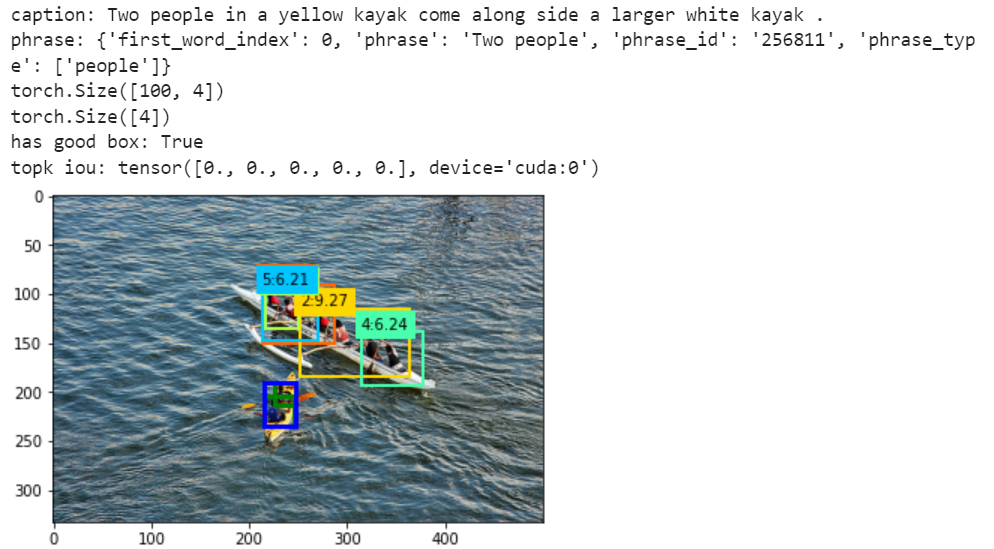 caption: Two people in a yellow kayak come along side a larger white kayak .
phrase: {'first_word_index': 0, 'phrase': 'Two people', 'phrase_id': '256811', 'phrase_typ
e': ['people']}
torch.Size([100, 4])
torch.Size([4])
has good box: True
topk iou: tensor([0., 0., 0., 0., 0.], device='cuda:0')
0
50
5:6.21
100
2:9.27
4:6.24
150
200
250
300
0 100 200 300 400